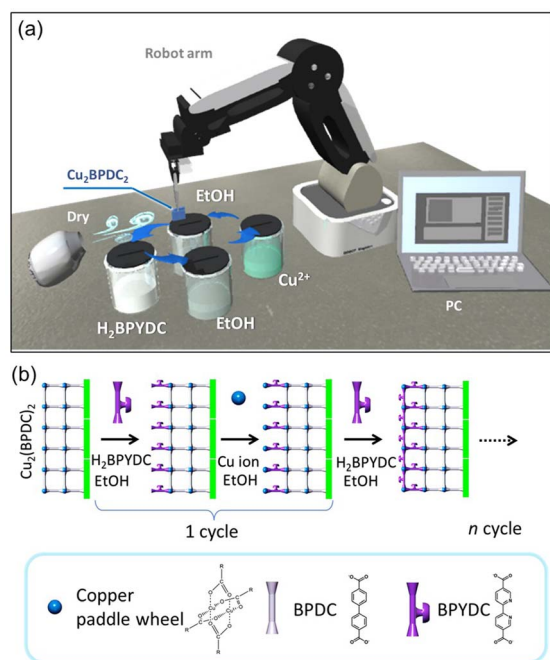 (a)
Robot arm
Cu₂BPDC₂
EtOH
Dry
Cu²⁺
H₂BPYDC
EtOH
PC
(b)
Cu₂(BPDC)₂
H₂BPYDC
EtOH
Cu ion
EtOH
H₂BPYDC
EtOH
1 cycle
n cycle
Copper
paddle wheel
BPDC
BPYDC